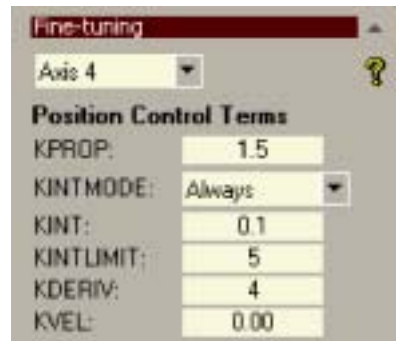 Fine-tuning
Axis 4
Position Control Terms
KPROP: 1.5
KINTMODE: Always
KINT: 0.1
KINTLIMIT: 5
KDERIV: 4
KVEL: 0.00